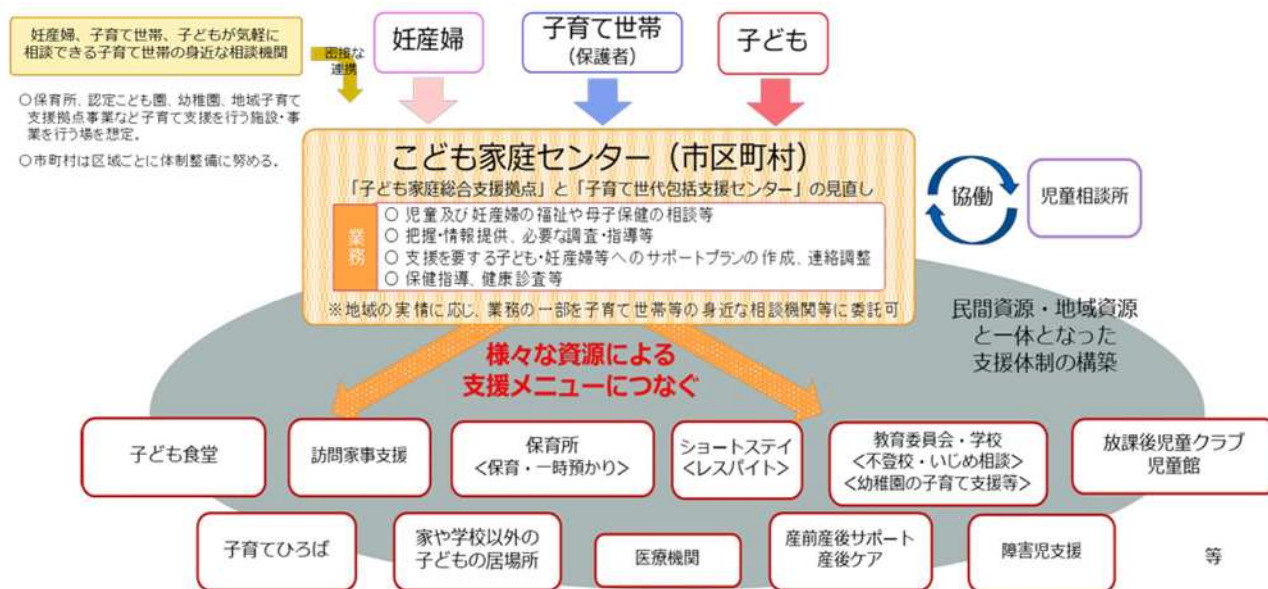 妊産婦、子育て世帯、子どもが気軽に
相談できる子育て世帯の身近な相談機関
○保育所、認定こども園、幼稚園、地域子育て
支援拠点事業など子育て支援を行う施設・事
業を行う場を想定。
○市町村は区域ごとに体制整備に努める。
密接な
連携
妊産婦
子育て世帯
(保護者)
子ども
こども家庭センター(市区町村)
「子ども家庭総合支援拠点」と「子育て世代包括支援センター」の見直し
業務
○ 児童及び妊産婦の福祉や母子保健の相談等
○ 把握・情報提供、必要な調査・指導等
○ 支援を要する子ども・妊産婦等へのサポートプランの作成、連絡調整
○ 保健指導、健康診査等
※地域の実情に応じ、業務の一部を子育て世帯等の身近な相談機関等に委託可
協働
児童相談所
民間資源・地域資源
と一体となった
支援体制の構築
様々な資源による
支援メニューにつなぐ
子ども食堂
訪問家事支援
保育所
<保育・一時預かり>
ショートステイ
<レスパイト>
教育委員会・学校
<不登校・いじめ相談>
<幼稚園の子育て支援等>
放課後児童クラブ
児童館
子育てひろば
家や学校以外の
子どもの居場所
医療機関
産前産後サポート
産後ケア
障害児支援
等